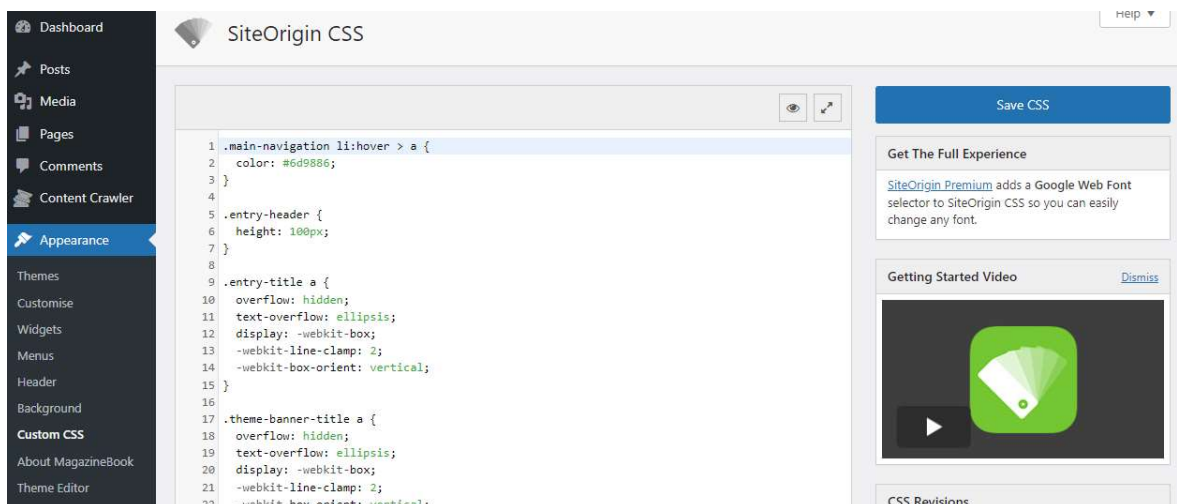 Dashboard
Posts
Media
Pages
Comments
Content Crawler
Appearance
Themes
Customise
Widgets
Menus
Header
Background
Custom CSS
About MagazineBook
Theme Editor
SiteOrigin CSS
Help
1 .main-navigation li:hover > a {
2 color: #6d9886;
3 }
4
5 .entry-header {
6 height: 100px;
7 }
8
9 .entry-title a {
10 overflow: hidden;
11 text-overflow: ellipsis;
12 display: -webkit-box;
13 -webkit-line-clamp: 2;
14 -webkit-box-orient: vertical;
15 }
16
17 .theme-banner-title a {
18 overflow: hidden;
19 text-overflow: ellipsis;
20 display: -webkit-box;
21 -webkit-line-clamp: 2;
22 -webkit-box-orient: vertical;
Save CSS
Get The Full Experience
SiteOrigin Premium adds a Google Web Font
selector to SiteOrigin CSS so you can easily
change any font.
Getting Started Video Dismiss
CSS Revisions